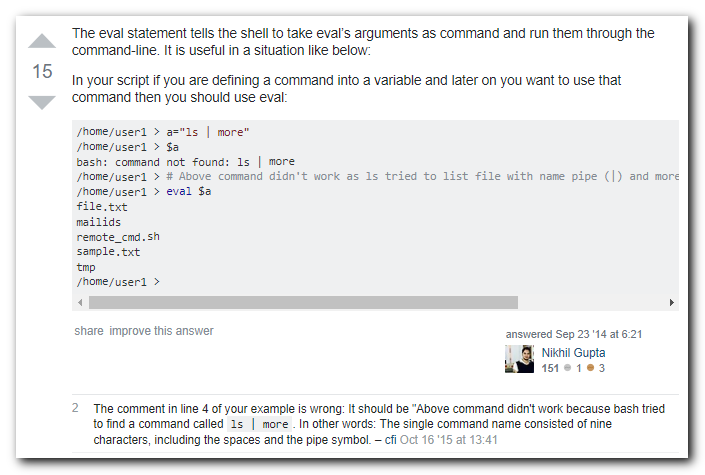 The eval statement tells the shell to take eval's arguments as command and run them through the
command-line. It is useful in a situation like below:
15
In your script if you are defining a command into a variable and later on you want to use that
command then you should use eval:
/home/user1 > a="ls | more"
/home/user1 > $a
bash: command not found: ls | more
/home/user1 > # Above command didn't work as ls tried to list file with name pipe (|) and more
/home/user1 > eval $a
file.txt
mailids
remote_cmd.sh
sample.txt
tmp
/home/user1 >
share improve this answer
answered Sep 23 '14 at 6:21
Nikhil Gupta
151 1 3
2 The comment in line 4 of your example is wrong: It should be "Above command didn't work because bash tried
to find a command called ls | more . In other words: The single command name consisted of nine
characters, including the spaces and the pipe symbol. – cfi Oct 16 '15 at 13:41